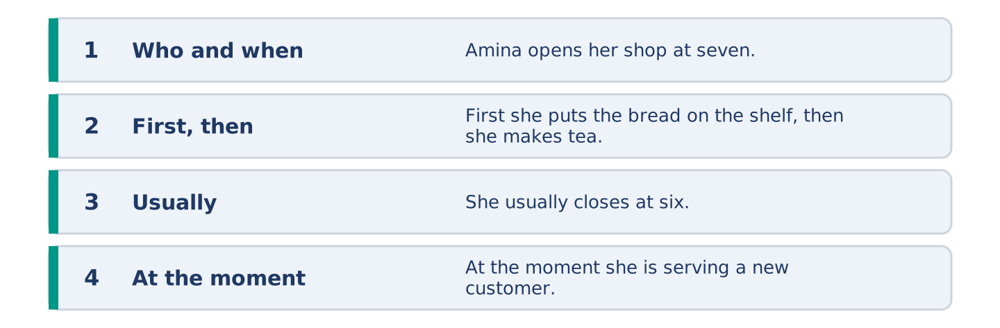 1 Who and when Amina opens her shop at seven.
2 First, then First she puts the bread on the shelf, then
she makes tea.
3 Usually She usually closes at six.
4 At the moment At the moment she is serving a new
customer.